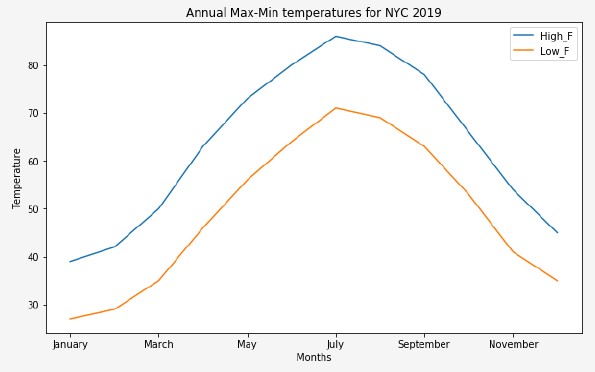 Annual Max-Min temperatures for NYC 2019
High_F
Low_F
Temperature
80
70
60
50
40
30
January March May July September November
Months